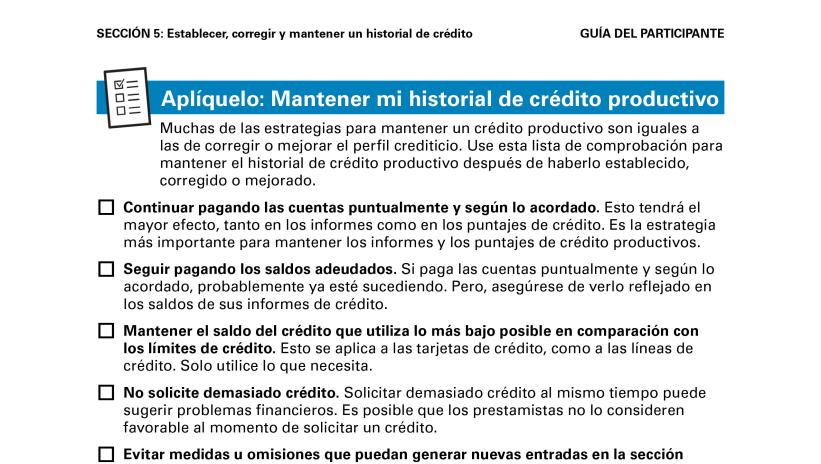 SECCIÓN 5: Establecer, corregir y mantener un historial de crédito
GUÍA DEL PARTICIPANTE
Aplíquelo: Mantener mi historial de crédito productivo
Muchas de las estrategias para mantener un crédito productivo son iguales a
las de corregir o mejorar el perfil crediticio. Use esta lista de comprobación para
mantener el historial de crédito productivo después de haberlo establecido,
corregido o mejorado.
Continuar pagando las cuentas puntualmente y según lo acordado. Esto tendrá el
mayor efecto, tanto en los informes como en los puntajes de crédito. Es la estrategia
más importante para mantener los informes y los puntajes de crédito productivos.
Seguir pagando los saldos adeudados. Si paga las cuentas puntualmente y según lo
acordado, probablemente ya esté sucediendo. Pero, asegúrese de verlo reflejado en
los saldos de sus informes de crédito.
Mantener el saldo del crédito que utiliza lo más bajo posible en comparación con
los límites de crédito. Esto se aplica a las tarjetas de crédito, como a las líneas de
crédito. Solo utilice lo que necesita.
No solicite demasiado crédito. Solicitar demasiado crédito al mismo tiempo puede
sugerir problemas financieros. Es posible que los prestamistas no lo consideren
favorable al momento de solicitar un crédito.
Evitar medidas u omisiones que puedan generar nuevas entradas en la sección